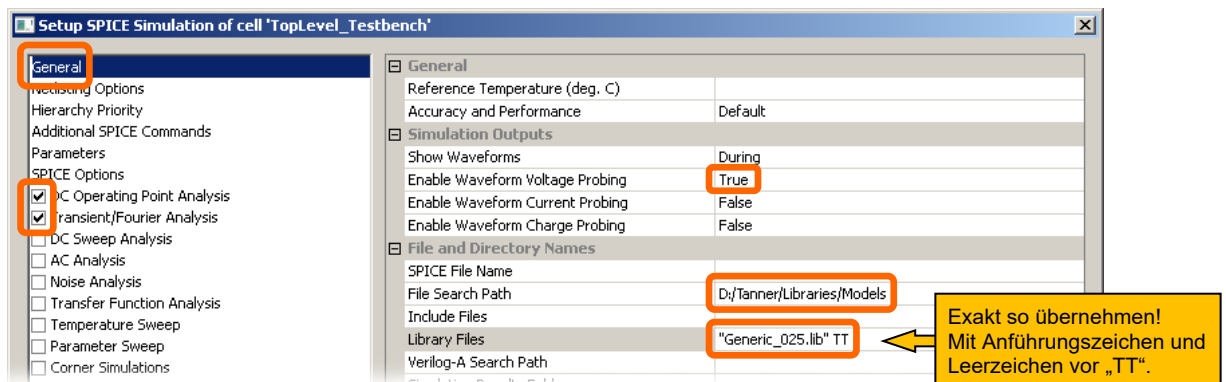 Setup SPICE Simulation of cell 'TopLevel_Testbench'
General
Netlisting Options
Hierarchy Priority
Additional SPICE Commands
Parameters
SPICE Options
DC Operating Point Analysis
Transient/Fourier Analysis
DC Sweep Analysis
AC Analysis
Noise Analysis
Transfer Function Analysis
Temperature Sweep
Parameter Sweep
Corner Simulations
General
Reference Temperature (deg. C)
Accuracy and Performance Default
Simulation Outputs
Show Waveforms During
Enable Waveform Voltage Probing True
Enable Waveform Current Probing False
Enable Waveform Charge Probing False
File and Directory Names
SPICE File Name
File Search Path D:/Tanner/Libraries/Models
Include Files
Library Files "Generic_025.lib" TT
Verilog-A Search Path
Exakt so übernehmen!
Mit Anführungszeichen und
Leerzeichen vor „TT“.